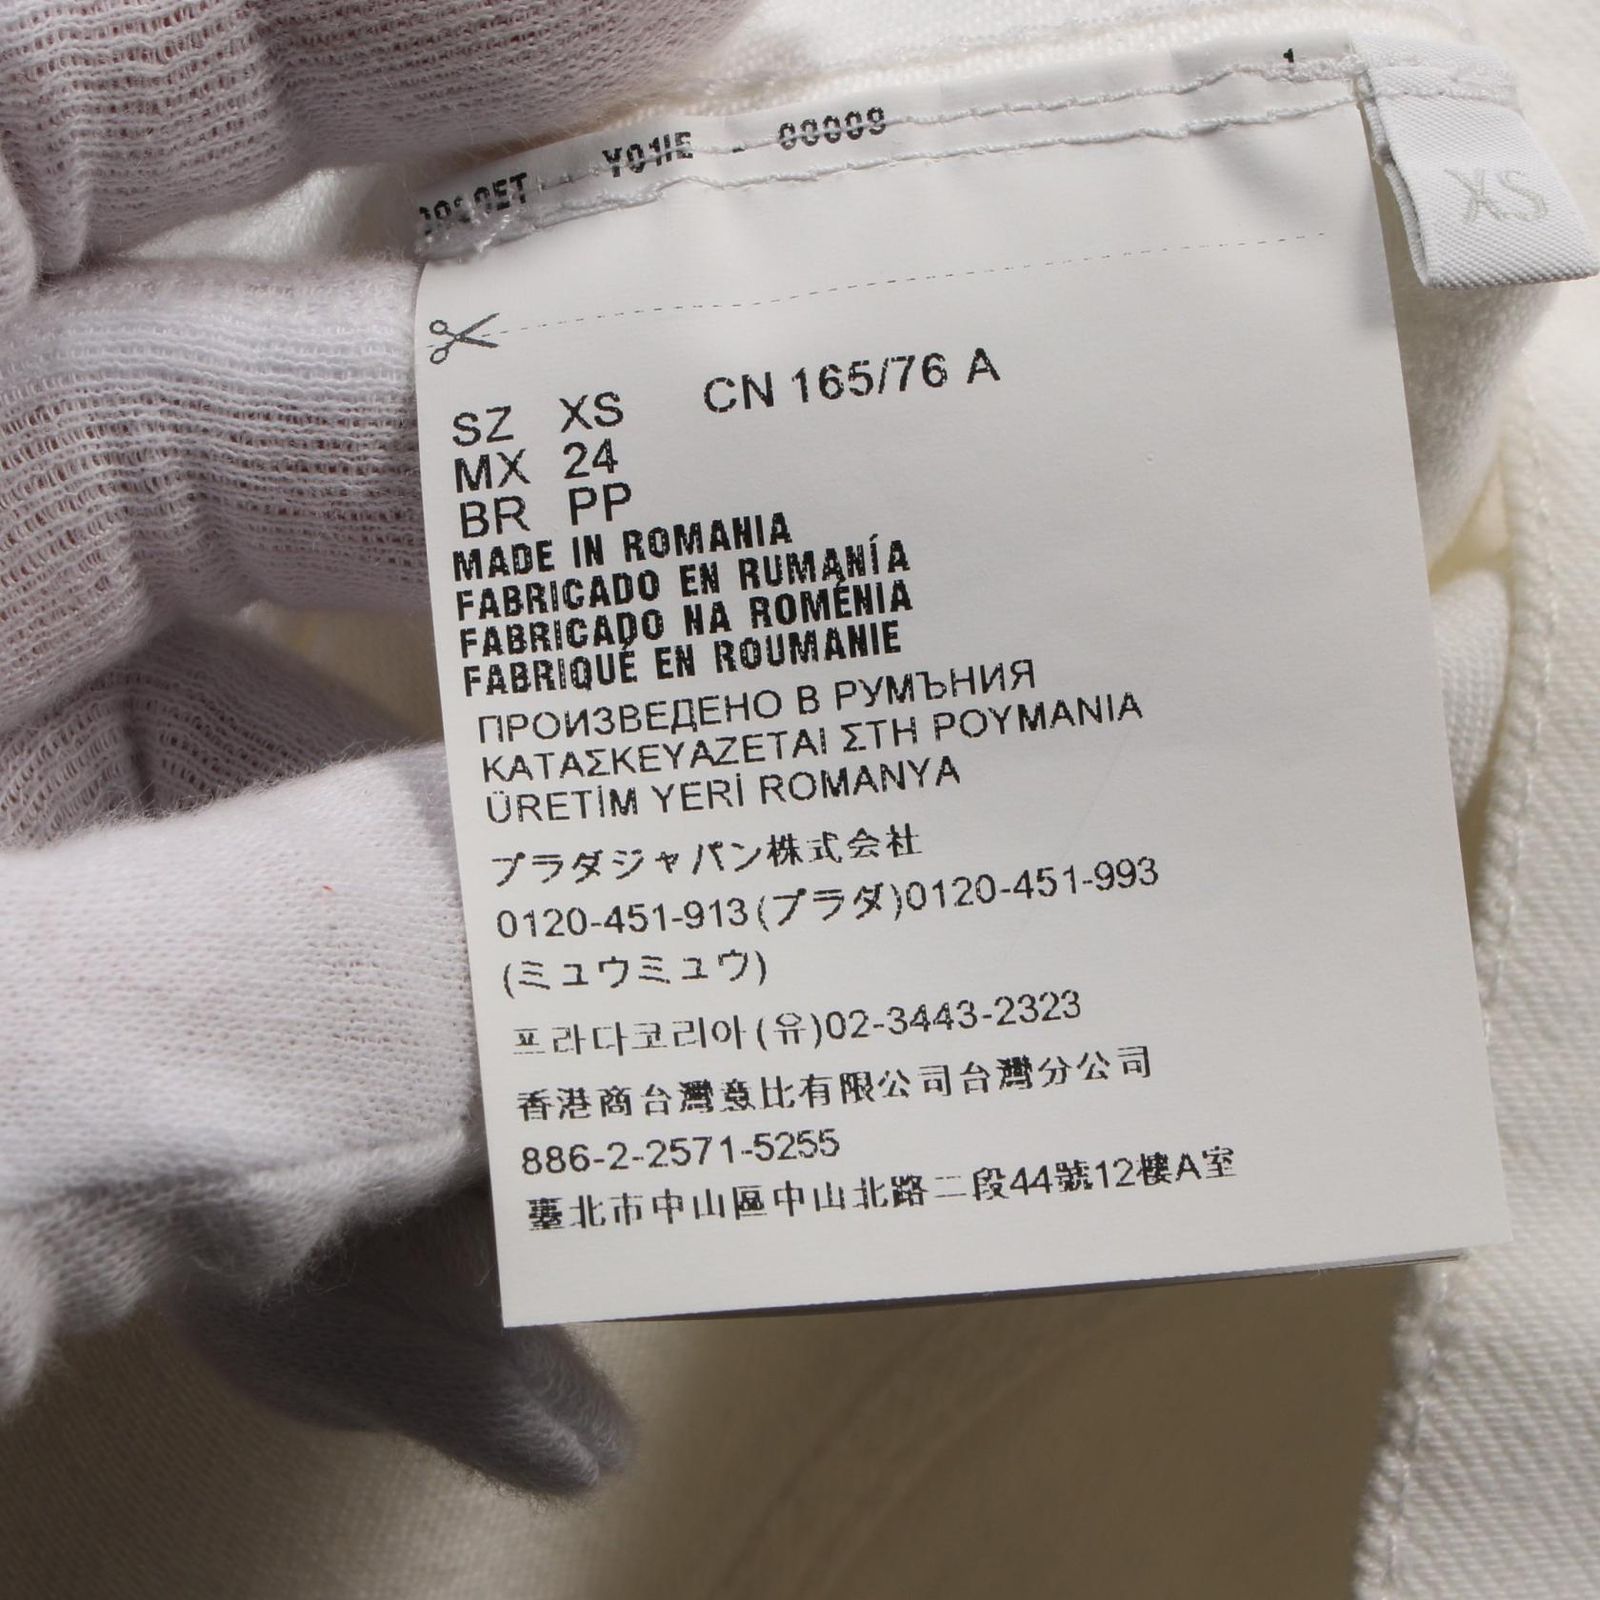 1
Y01IE - 00009
XS
SZ XS CN 165/76 A
MX 24
BR PP
MADE IN ROMANIA
FABRICADO EN RUMANÍA
FABRICADO NA ROMÉNIA
FABRIQUÉ EN ROUMANIE
ПРОИЗВЕДЕНО В РУМЪНИЯ
ΚΑΤΑΣΚΕΥΑΖΕΤΑΙ ΣΤΗ ΡΟΥΜΑΝΙΑ
ÜRETİM YERİ ROMANYA
プラダジャパン株式会社
0120-451-913(プラダ)0120-451-993
(ミュウミュウ)
프라다코리아(유)02-3443-2323
香港商台灣意比有限公司台灣分公司
886-2-2571-5255
臺北市中山區中山北路二段44號12樓A室